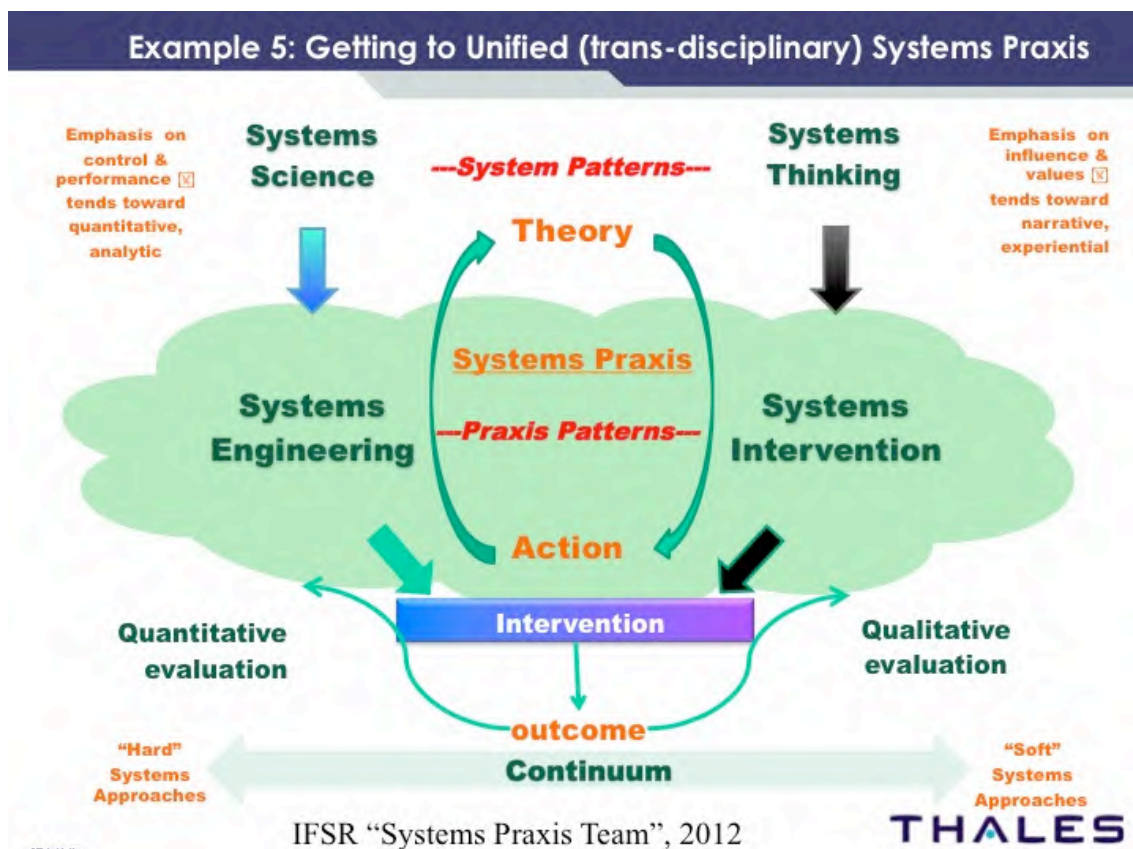 Example 5: Getting to Unified (trans-disciplinary) Systems Praxis
Emphasis on
control &
performance ☒
tends toward
quantitative,
analytic
Systems
Science
---System Patterns---
Systems
Thinking
Emphasis on
influence &
values ☒
tends toward
narrative,
experiential
Theory
Systems Praxis
Systems
Engineering
---Praxis Patterns---
Systems
Intervention
Action
Intervention
Quantitative
evaluation
Qualitative
evaluation
outcome
Continuum
"Hard"
Systems
Approaches
"Soft"
Systems
Approaches
IFSR "Systems Praxis Team", 2012
THALES